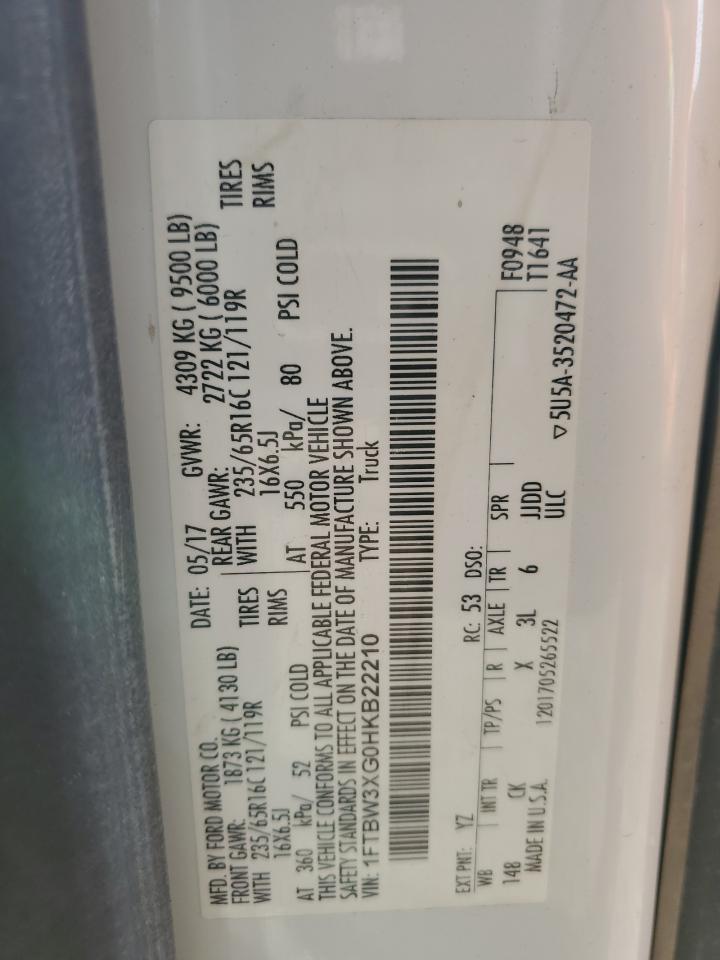 MFD. BY FORD MOTOR CO. DATE: 05/17 GVWR: 4309 KG ( 9500 LB)
FRONT GAWR: 1873 KG ( 4130 LB) REAR GAWR: 2722 KG ( 6000 LB)
WITH 235/65R16C 121/119R TIRES WITH 235/65R16C 121/119R TIRES
16X6.5J RIMS 16X6.5J RIMS
AT 360 kPa/ 52 PSI COLD AT 550 kPa/ 80 PSI COLD
THIS VEHICLE CONFORMS TO ALL APPLICABLE FEDERAL MOTOR VEHICLE
SAFETY STANDARDS IN EFFECT ON THE DATE OF MANUFACTURE SHOWN ABOVE.
VIN: 1FTBW3XG0HKB22210 TYPE: Truck
EXT PNT: YZ RC: 53 DSO:
WB INT TR TP/PS R AXLE TR SPR F0948
148 CK X 3L 6 JJDD T1641
ULC
MADE IN U.S.A. 1201705265522 ▽5U5A-3520472-AA